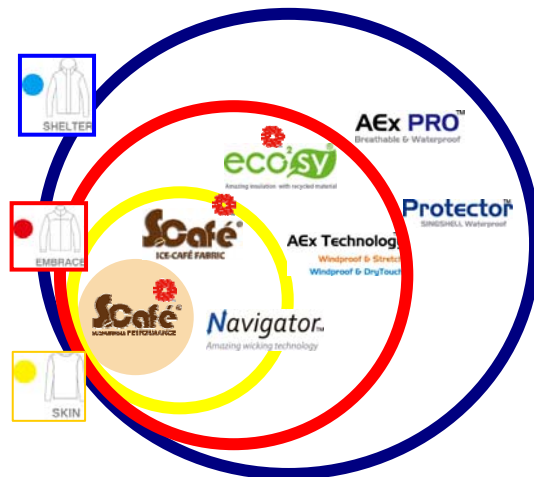 SHELTER
AEx PRO™
Breathable & Waterproof
eco²sy®
Amazing insulation with recycled material
Protector™
SINGSHELL Waterproof
EMBRACE
S.Café®
ICE-CAFÉ FABRIC
AEx Technology
Windproof & Stretch
Windproof & DryTouch
S.Café®
PERFORMANCE
Navigator™
Amazing wicking technology
SKIN